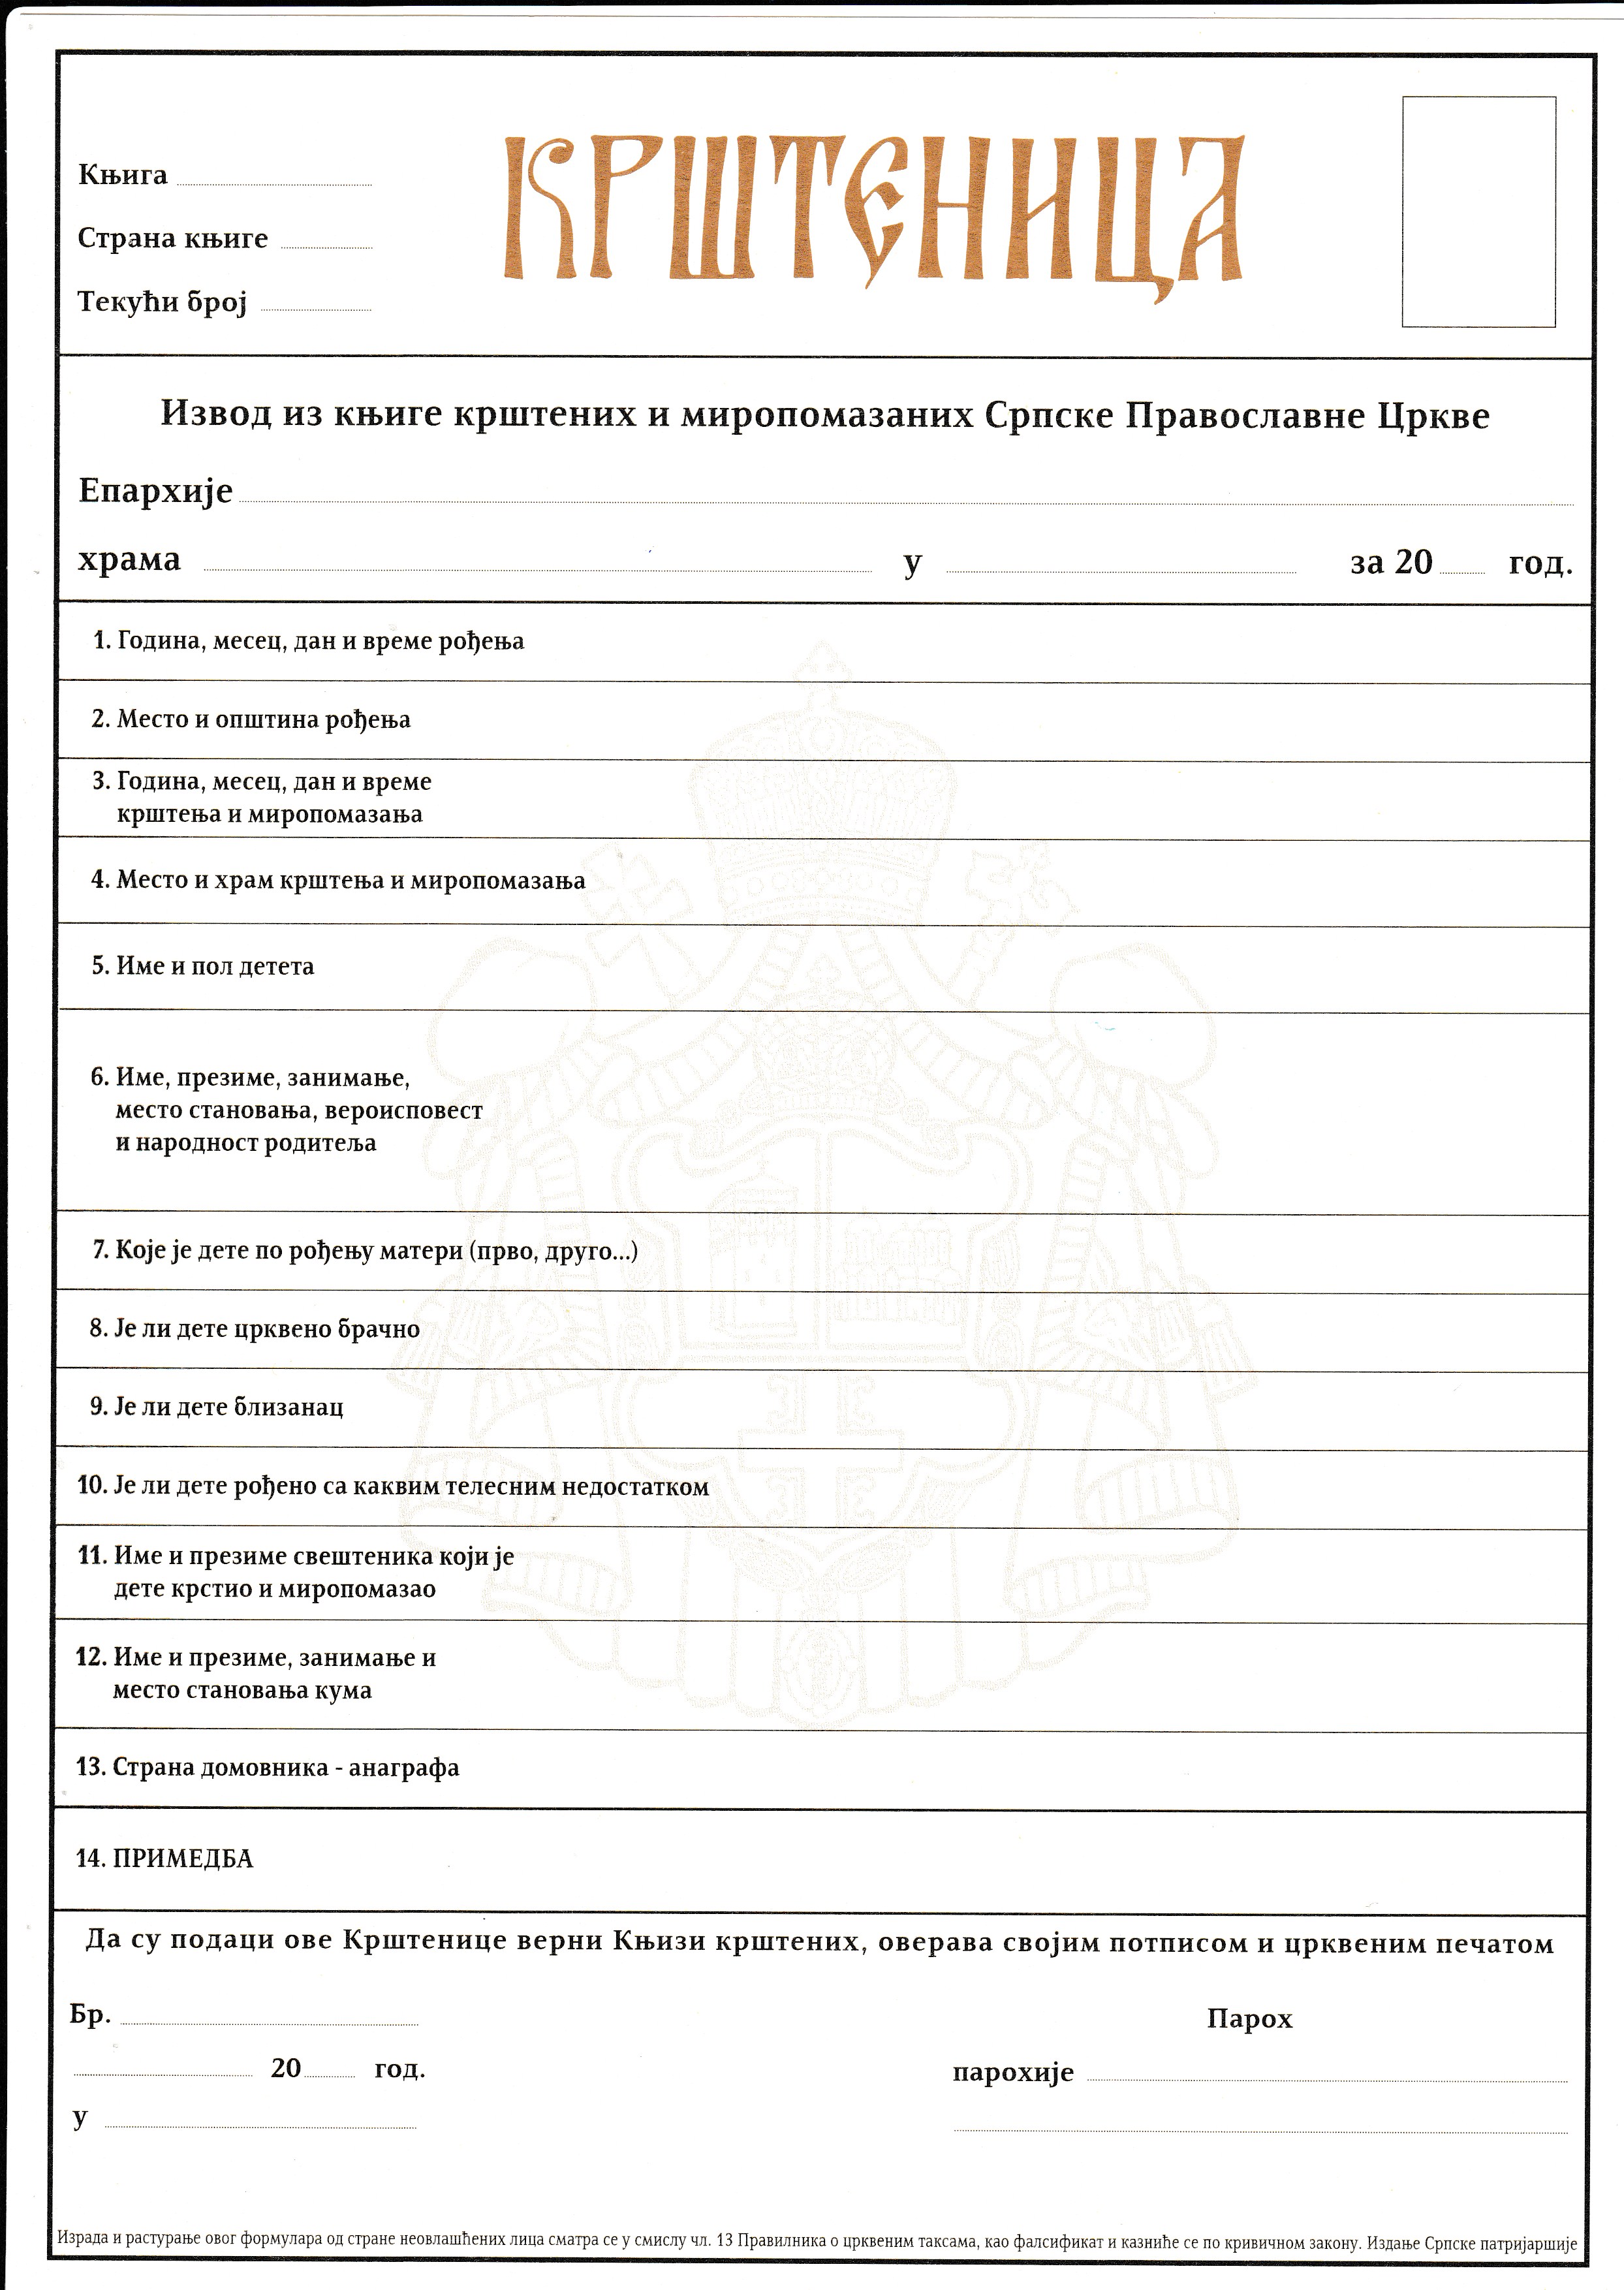 КРШТЕНИЦА
Књига
Страна књиге
Текући број
Извод из књиге крштених и миропомазаних Српске Православне Цркве
Епархије
храма у за 20 год.
1. Година, месец, дан и време рођења
2. Место и општина рођења
3. Година, месец, дан и време
крштења и миропомазања
4. Место и храм крштења и миропомазања
5. Име и пол детета
6. Име, презиме, занимање,
место становања, вероисповест
и народност родитеља
7. Које је дете по рођењу матери (прво, друго...)
8. Је ли дете црквено брачно
9. Је ли дете близанац
10. Је ли дете рођено са каквим телесним недостатком
11. Име и презиме свештеника који је
дете крстио и миропомазао
12. Име и презиме, занимање и
место становања кума
13. Страна домовника - анаграфа
14. ПРИМЕДБА
Да су подаци ове Крштенице верни Књизи крштених, оверава својим потписом и црквеним печатом
Бр.
20 год.
у
Парох
парохије
Израда и растурање овог формулара од стране неовлашћених лица сматра се у смислу чл. 13 Правилника о црквеним таксама, као фалсификат и казниће се по кривичном закону. Издање Српске патријаршије